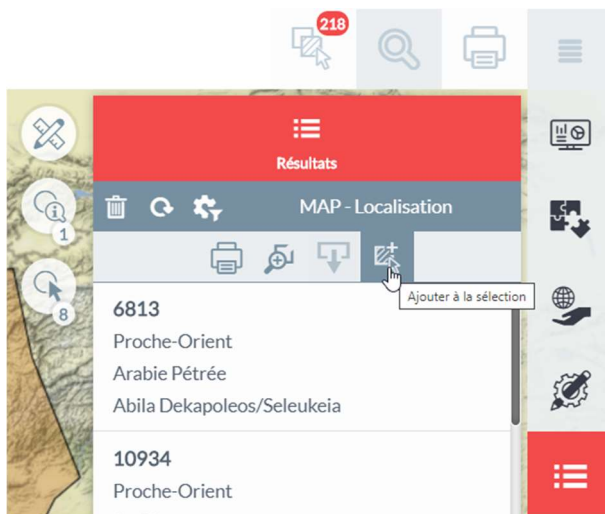 218
Résultats
1
MAP - Localisation
8
Ajouter à la sélection
6813
Proche-Orient
Arabie Pétrée
Abila Dekapoleos/Seleukeia
10934
Proche-Orient